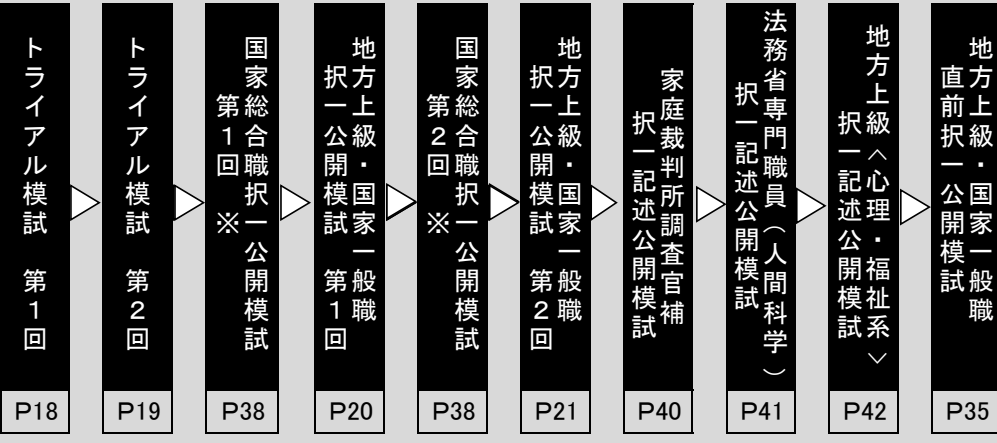 トライアル模試　第１回
P18
トライアル模試　第２回
P19
国家総合職択一公開模試
第１回　※
P38
地方上級・国家一般職
択一公開模試　第１回
P20
国家総合職択一公開模試
第２回　※
P38
地方上級・国家一般職
択一公開模試　第２回
P21
家庭裁判所調査官補
択一記述公開模試
P40
法務省専門職員（人間科学）
択一記述公開模試
P41
地方上級＜心理・福祉系＞
択一記述公開模試
P42
地方上級・国家一般職
直前択一公開模試
P35